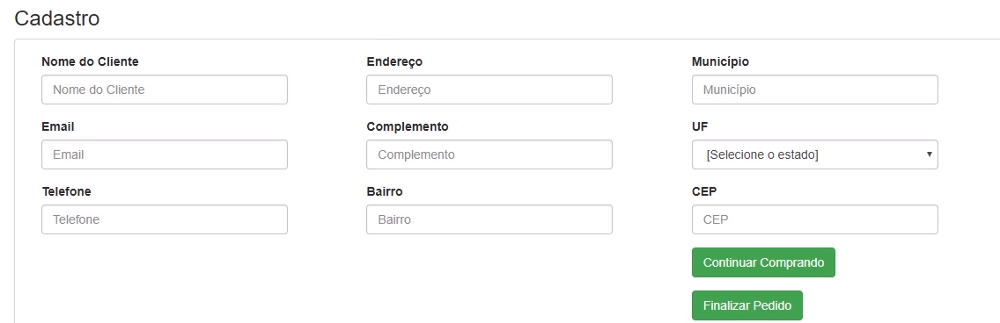 Cadastro
Nome do Cliente
Nome do Cliente
Email
Email
Telefone
Telefone
Endereço
Endereço
Complemento
Complemento
Bairro
Bairro
Município
Município
UF
[Selecione o estado]
CEP
CEP
Continuar Comprando
Finalizar Pedido